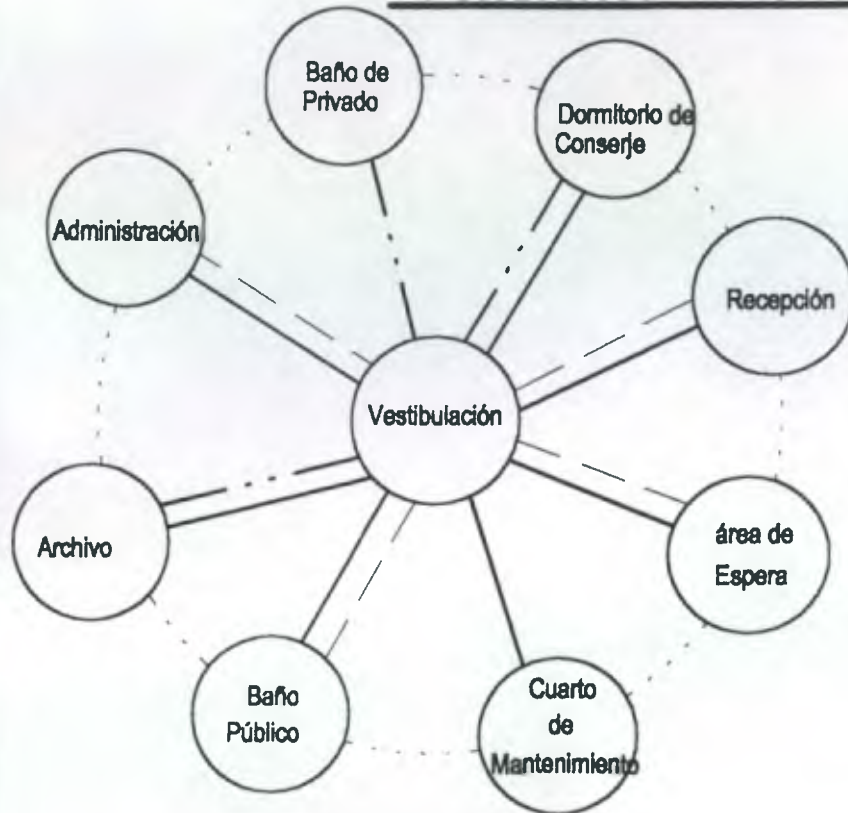 Baño de
Privado
Dormitorio de
Conserje
Administración
Recepción
Vestibulación
Archivo
área de
Espera
Baño
Público
Cuarto
de
Mantenimiento